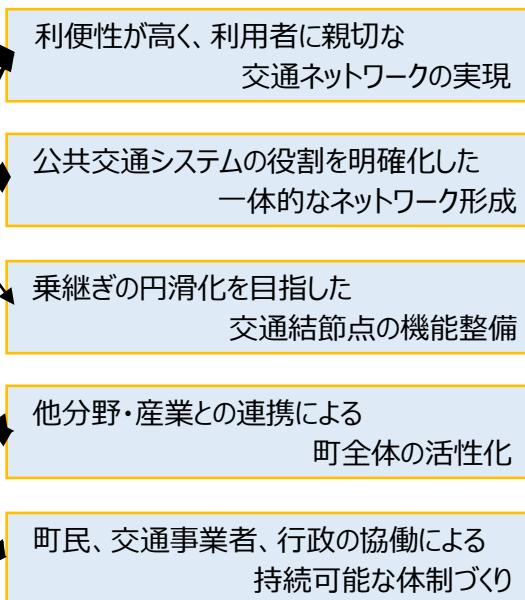 利便性が高く、利用者に親切な
交通ネットワークの実現
公共交通システムの役割を明確化した
一体的なネットワーク形成
乗継ぎの円滑化を目指した
交通結節点の機能整備
他分野・産業との連携による
町全体の活性化
町民、交通事業者、行政の協働による
持続可能な体制づくり